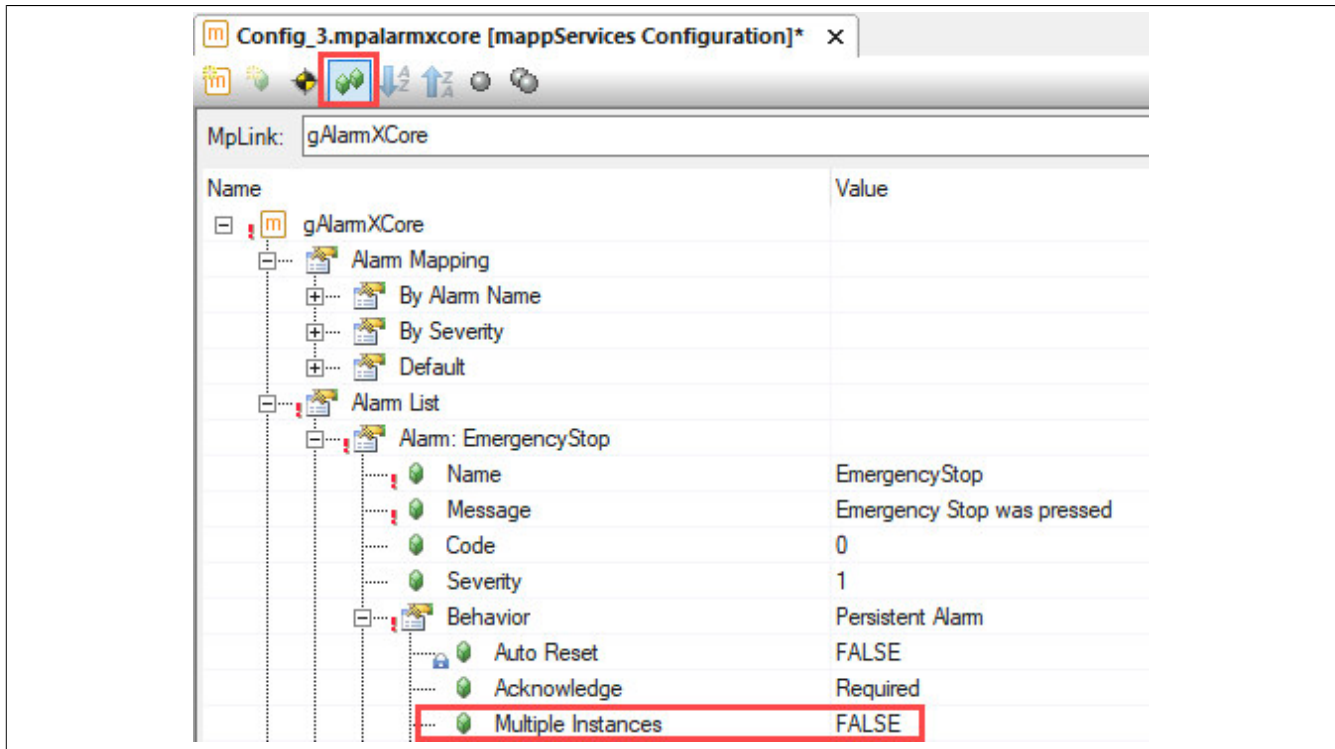 Config_3.mpalarmxcore [mappServices Configuration]* ×
MpLink: gAlarmXCore
Name Value
gAlarmXCore
Alarm Mapping
By Alarm Name
By Severity
Default
Alarm List
Alarm: EmergencyStop
Name EmergencyStop
Message Emergency Stop was pressed
Code 0
Severity 1
Behavior Persistent Alarm
Auto Reset FALSE
Acknowledge Required
Multiple Instances FALSE